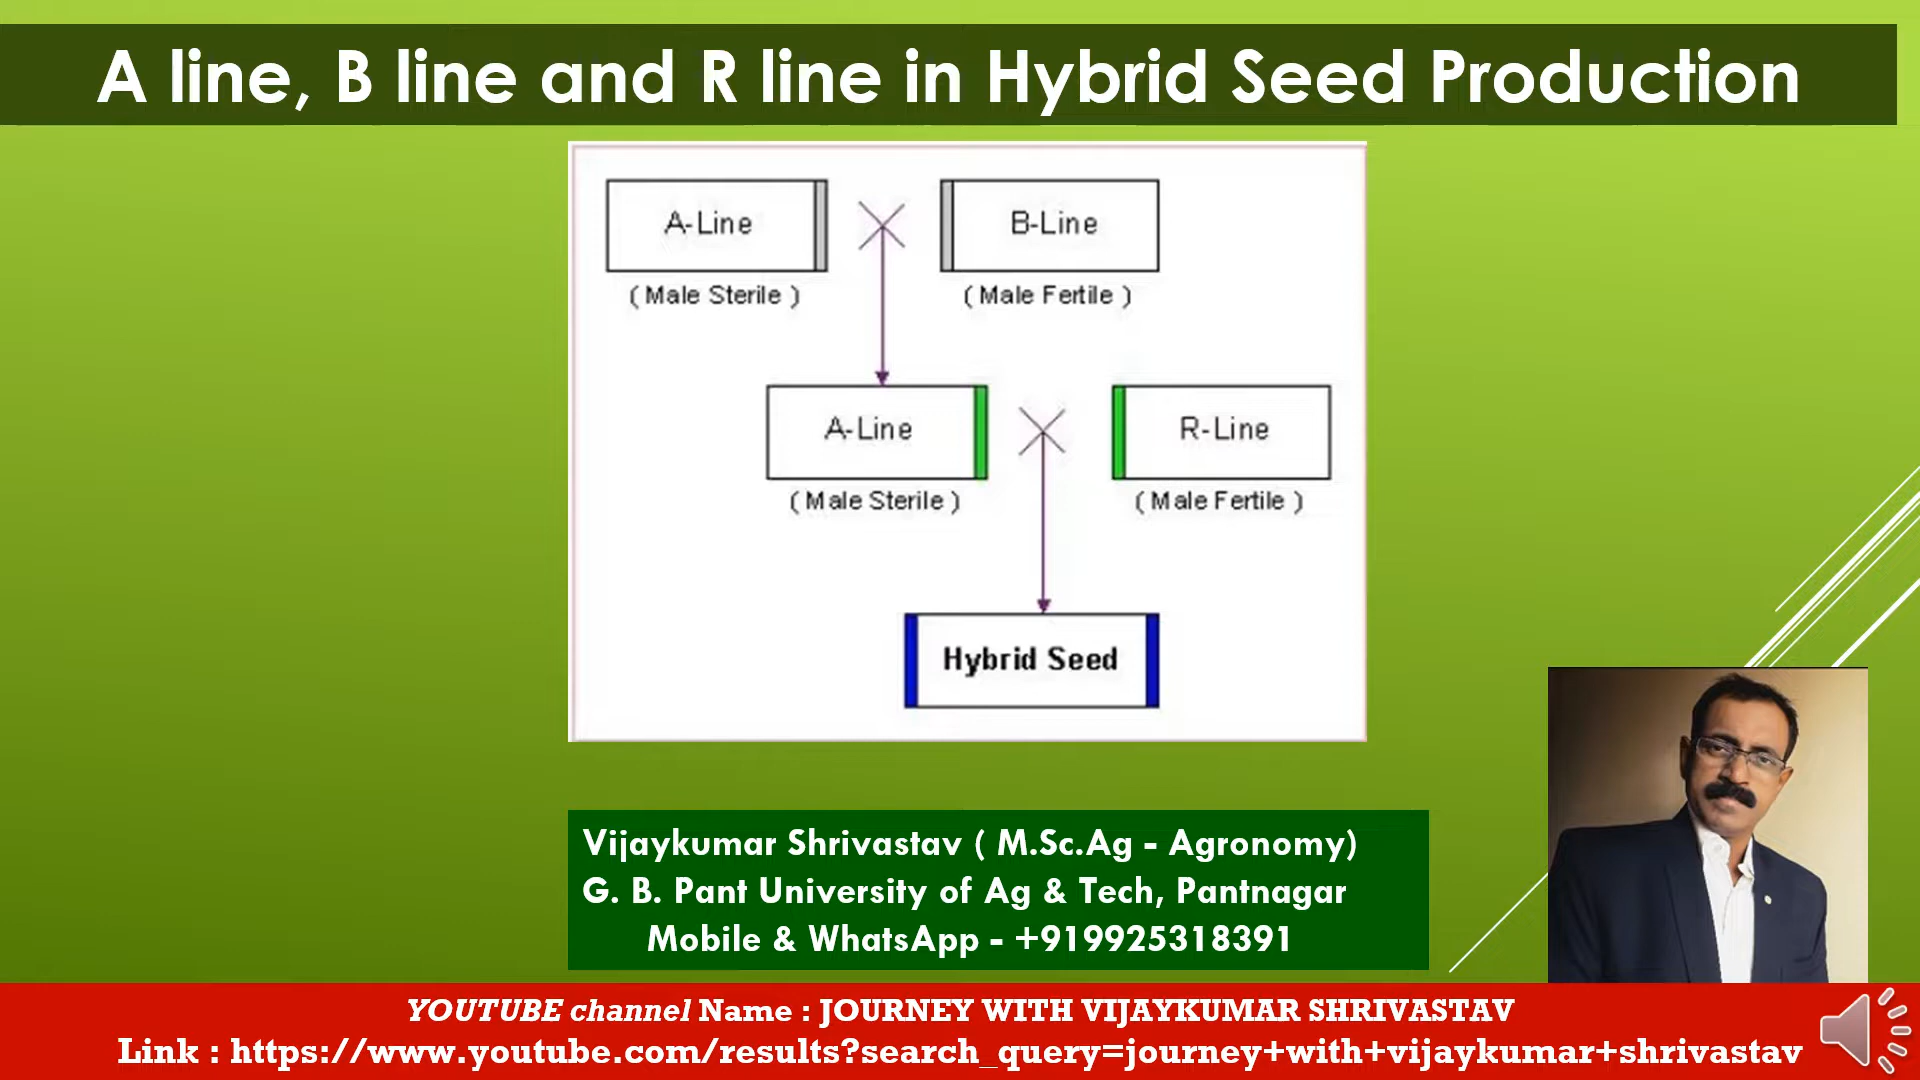 A line, B line and R line in Hybrid Seed Production
A-Line
B-Line
( Male Sterile )
( Male Fertile )
A-Line
R-Line
( Male Sterile )
( Male Fertile )
Hybrid Seed
Vijaykumar Shrivastav ( M.Sc.Ag - Agronomy)
G. B. Pant University of Ag & Tech, Pantnagar
Mobile & WhatsApp - +919925318391
YOUTUBE channel Name : JOURNEY WITH VIJAYKUMAR SHRIVASTAV
Link : https://www.youtube.com/results?search_query=journey+with+vijaykumar+shrivastav